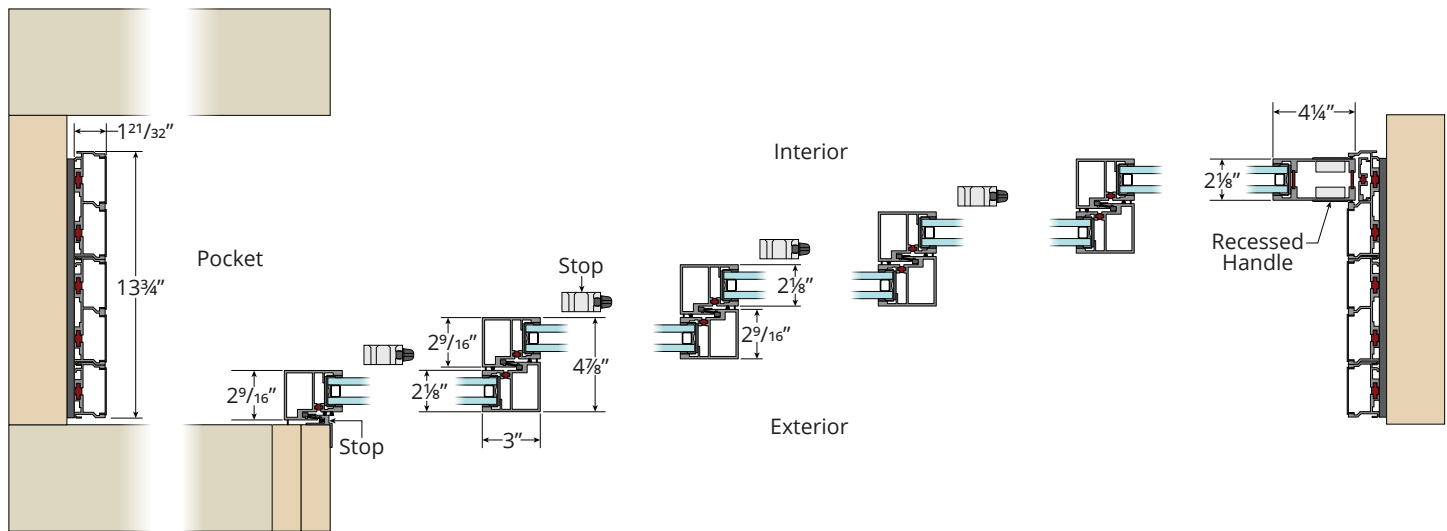 4¼”
1²¹/₃₂”
Interior
2⅛”
Recessed
Handle
Pocket
Stop
13¾”
2⅛”
2⁹/₁₆”
2⁹/₁₆”
4⅞”
2⁹/₁₆”
2⅛”
Exterior
3”
Stop